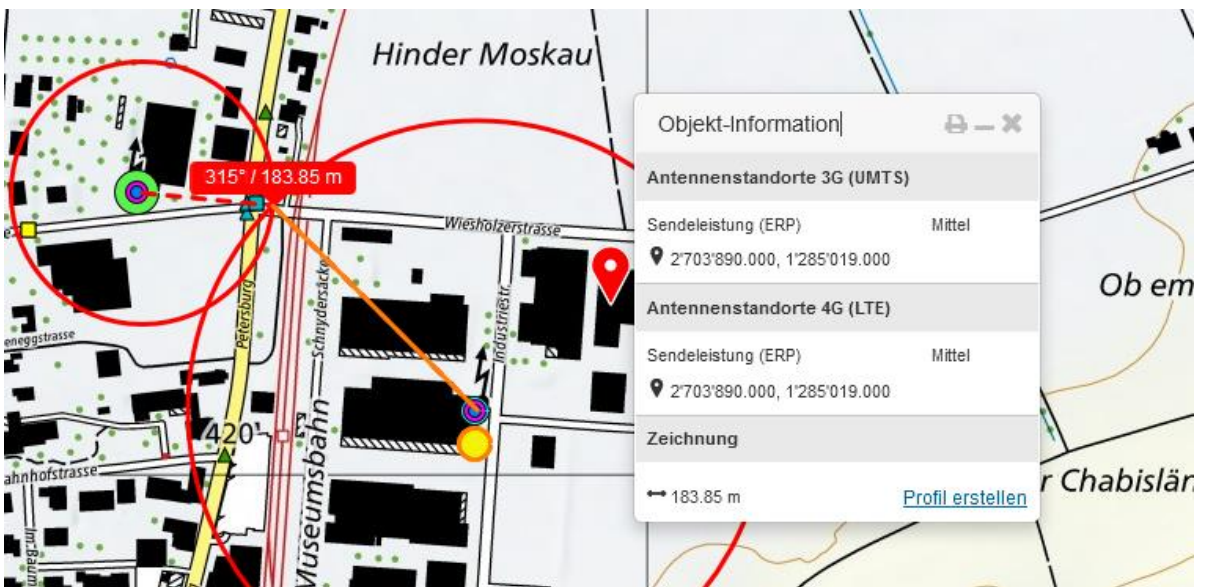 Hinder Moskau
315° / 183.85 m
Wiesholzerstrasse
Petersburg
Schnydersäcke
Industriestr.
eneggstrasse
420
Museumsbahn
ahnhofstrasse
Im Baum
Objekt-Information
Antennenstandorte 3G (UMTS)
Sendeleistung (ERP) Mittel
2'703'890.000, 1'285'019.000
Antennenstandorte 4G (LTE)
Sendeleistung (ERP) Mittel
2'703'890.000, 1'285'019.000
Zeichnung
183.85 m Profil erstellen
Ob em
r Chabislän